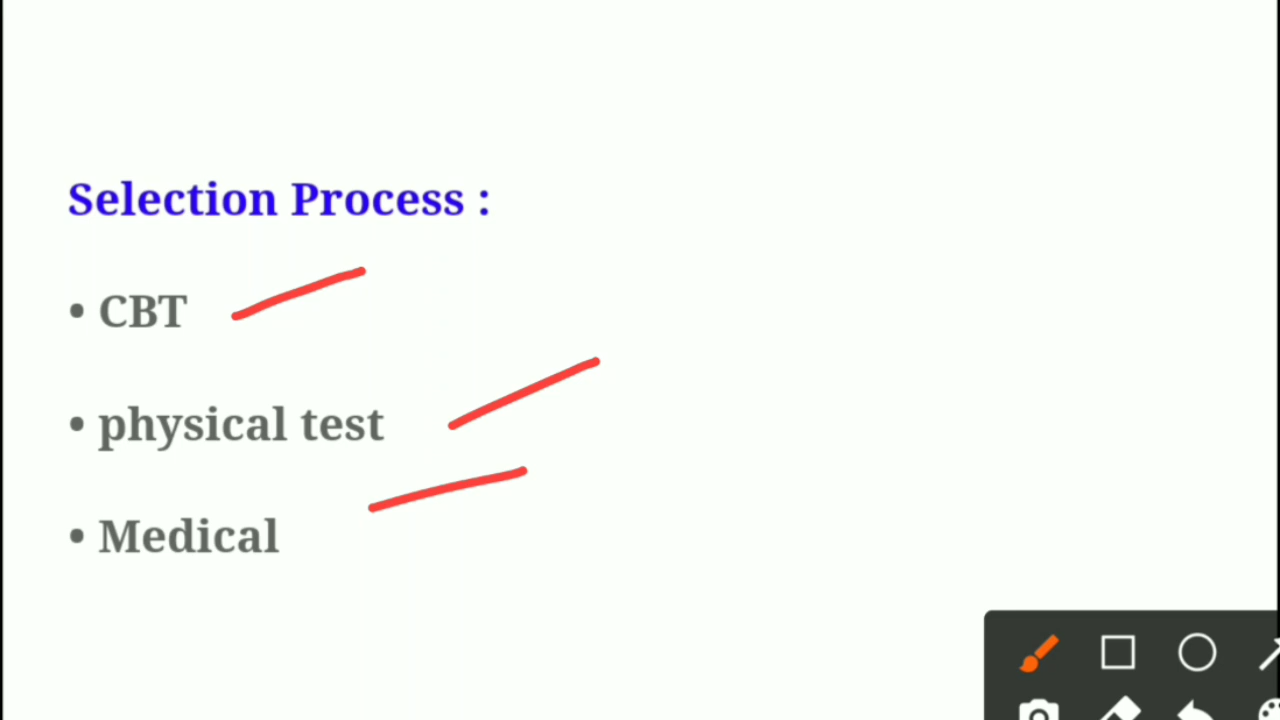 Selection Process :
• CBT
• physical test
• Medical